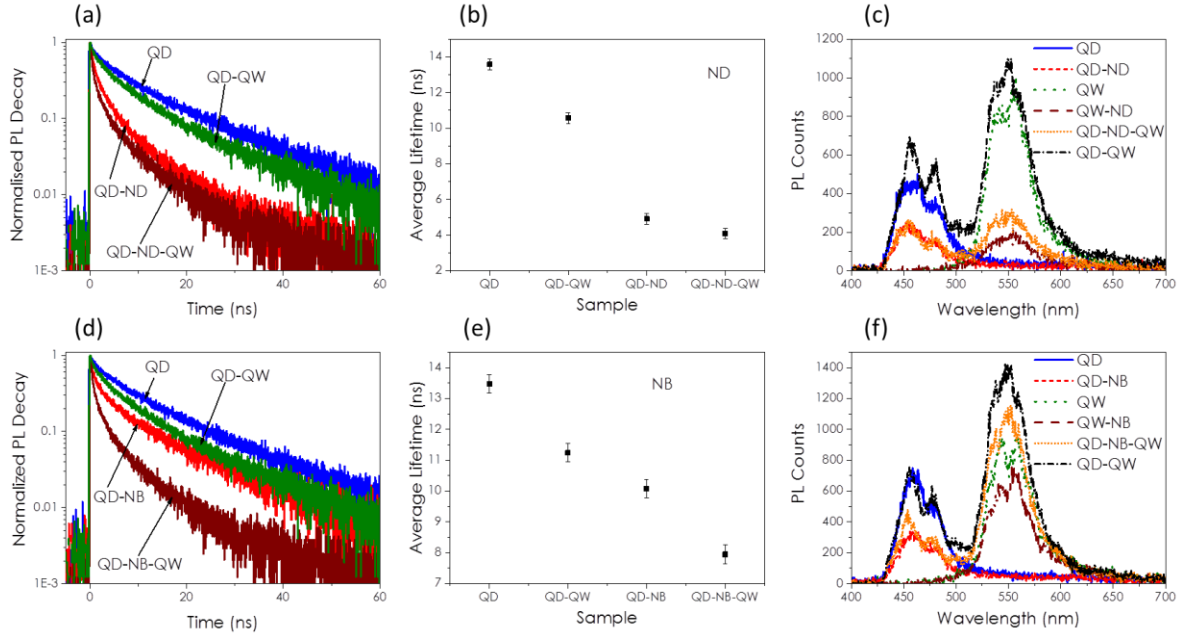 (a)
Normalised PL Decay
1
0.1
0.01
1E-3
QD
QD-QW
QD-ND
QD-ND-QW
0 20 40 60
Time (ns)
(b)
Average Lifetime (ns)
14
12
10
8
6
4
2
ND
QD QD-QW QD-ND QD-ND-QW
Sample
(c)
PL Counts
1200
1000
800
600
400
200
0
QD
QD-ND
QW
QW-ND
QD-ND-QW
QD-QW
400 450 500 550 600 650 700
Wavelength (nm)
(d)
Normalized PL Decay
1
0.1
0.01
1E-3
QD
QD-QW
QD-NB
QD-NB-QW
0 20 40 60
Time (ns)
(e)
Average Lifetime (ns)
14
13
12
11
10
9
8
7
NB
QD QD-QW QD-NB QD-NB-QW
Sample
(f)
PL Counts
1400
1200
1000
800
600
400
200
0
QD
QD-NB
QW
QW-NB
QD-NB-QW
QD-QW
400 450 500 550 600 650 700
Wavelength (nm)